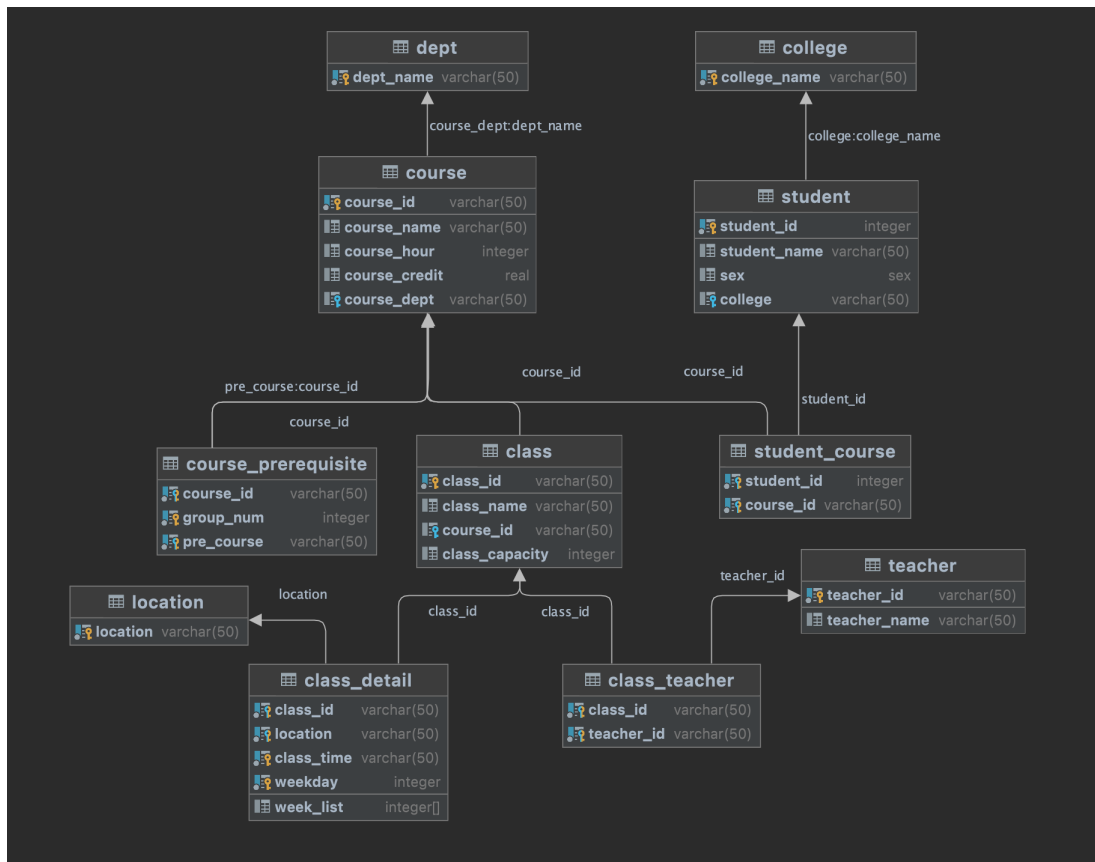 dept
dept_name varchar(50)
college
college_name varchar(50)
course_dept:dept_name
college:college_name
course
course_id varchar(50)
course_name varchar(50)
course_hour integer
course_credit real
course_dept varchar(50)
student
student_id integer
student_name varchar(50)
sex sex
college varchar(50)
pre_course:course_id
course_id
course_id
course_id
student_id
course_prerequisite
course_id varchar(50)
group_num integer
pre_course varchar(50)
class
class_id varchar(50)
class_name varchar(50)
course_id varchar(50)
class_capacity integer
student_course
student_id integer
course_id varchar(50)
teacher
teacher_id varchar(50)
teacher_name varchar(50)
teacher_id
location
location varchar(50)
location
class_id
class_id
class_detail
class_id varchar(50)
location varchar(50)
class_time varchar(50)
weekday integer
week_list integer[]
class_teacher
class_id varchar(50)
teacher_id varchar(50)